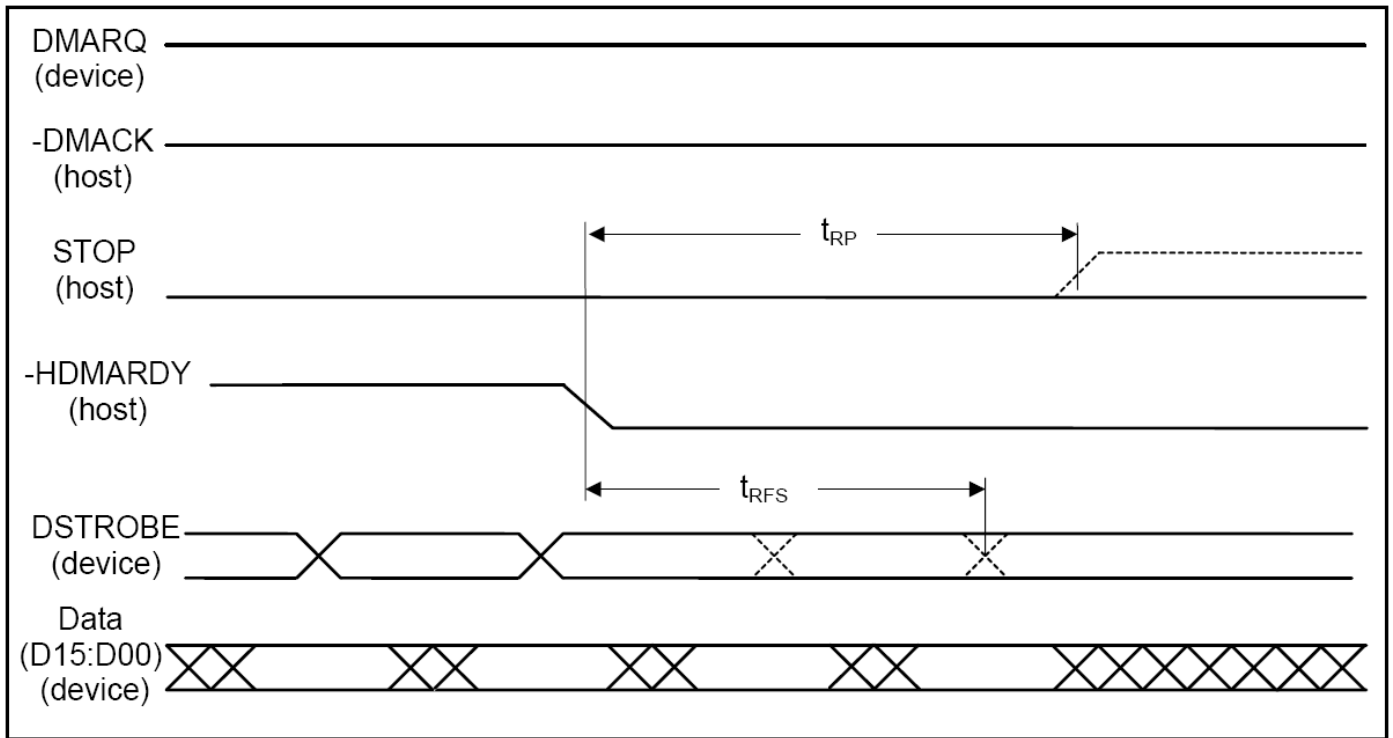 DMARQ
(device)
-DMACK
(host)
STOP
(host)
tRP
-HDMARDY
(host)
tRFS
DSTROBE
(device)
Data
(D15:D00)
(device)